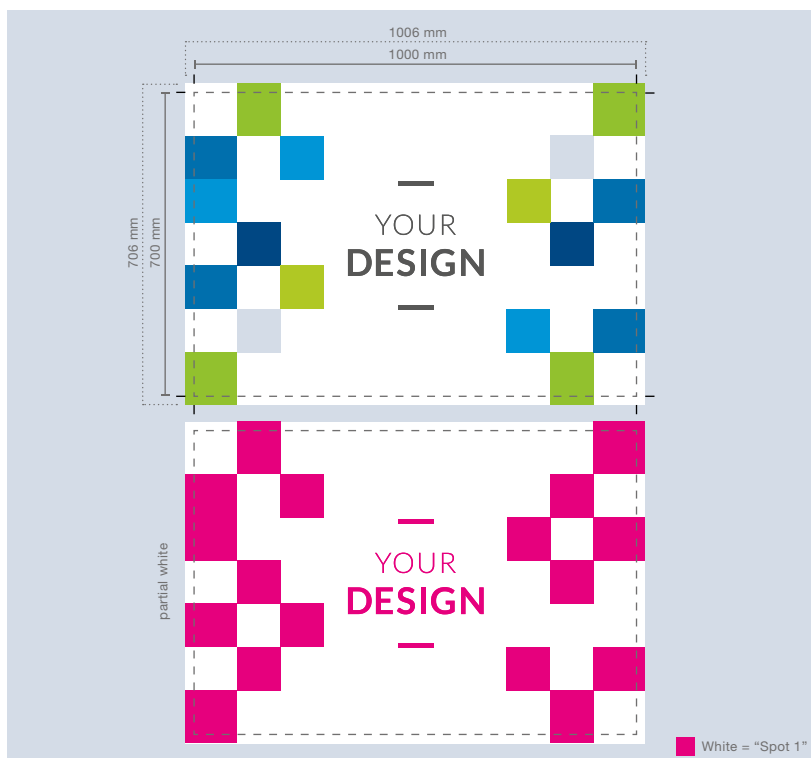 1006 mm
1000 mm
706 mm
700 mm
YOUR
DESIGN
partial white
YOUR
DESIGN
White = “Spot 1”